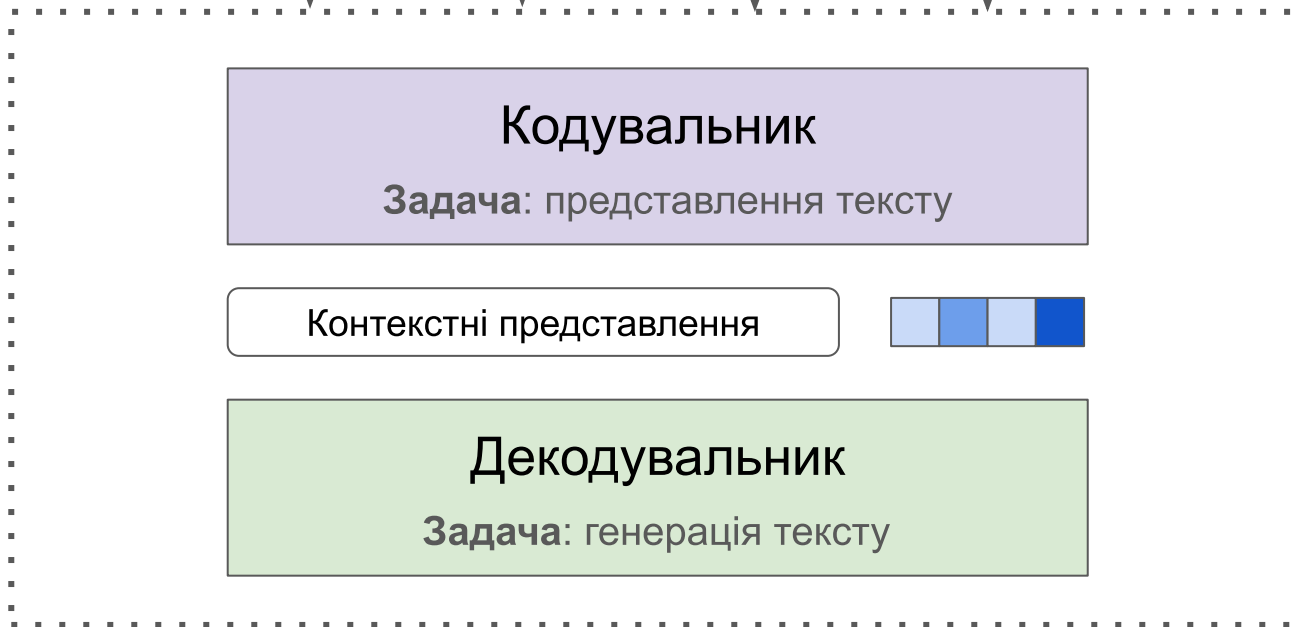 Кодувальник
Задача: представлення тексту
Контекстні представлення
Декодувальник
Задача: генерація тексту